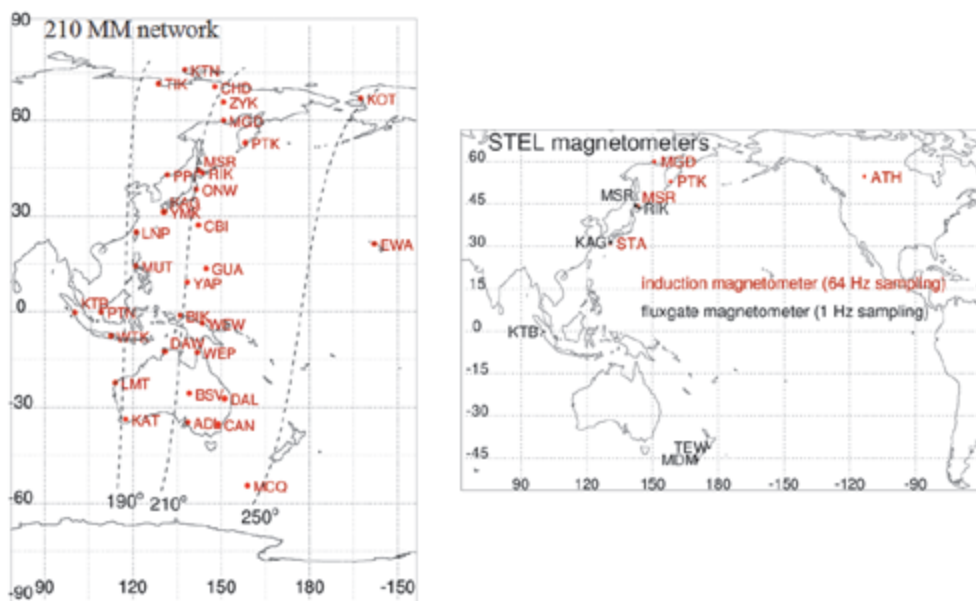 90
210 MM network
KTN
TIK
CHD
ZYK
KOT
60
MGD
PTK
MSR
PPI
RIK
ONW
KAG
30
YMK
CBI
LNP
EWA
MUT
GUA
YAP
KTB
0
PTN
BIK
WEW
WTK
DAW
WEP
LMT
BSV
DAL
-30
KAT
ADL
CAN
MCQ
190°
210°
250°
-60
-90
90
120
150
180
-150
STEL magnetometers
60
MGD
PTK
ATH
MSR
MSR
45
RIK
30
KAG
STA
15
induction magnetometer (64 Hz sampling)
fluxgate magnetometer (1 Hz sampling)
0
KTB
-15
-30
TEW
-45
MDM
90
120
150
180
-150
-120
-90